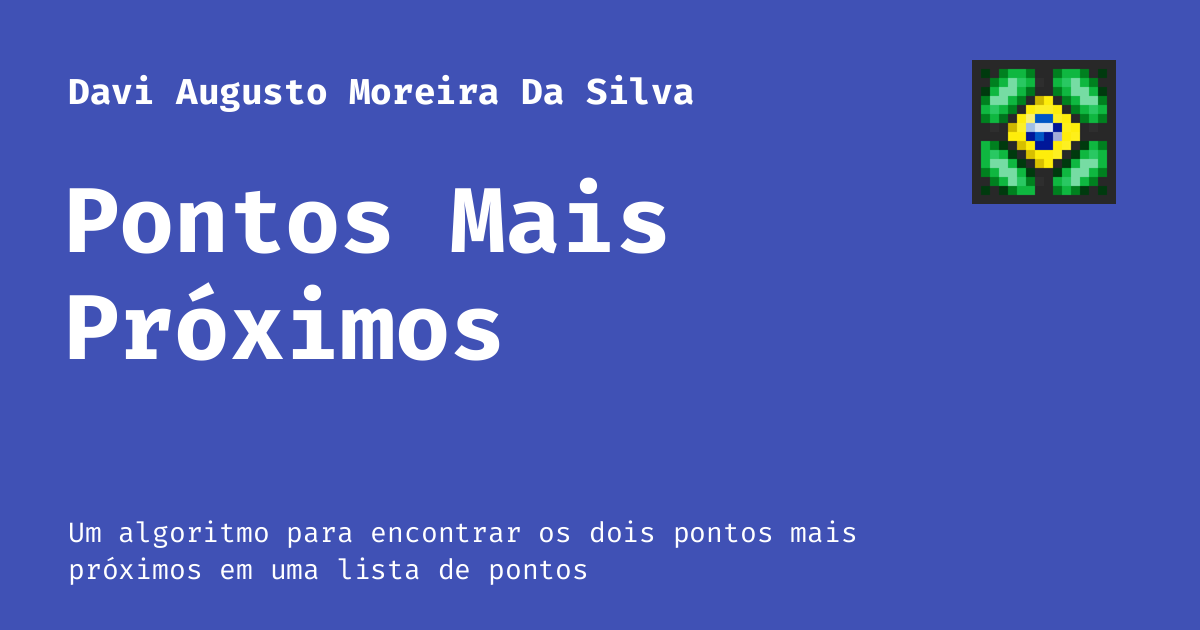 Davi Augusto Moreira Da Silva
Pontos Mais
Próximos
Um algoritmo para encontrar os dois pontos mais
próximos em uma lista de pontos